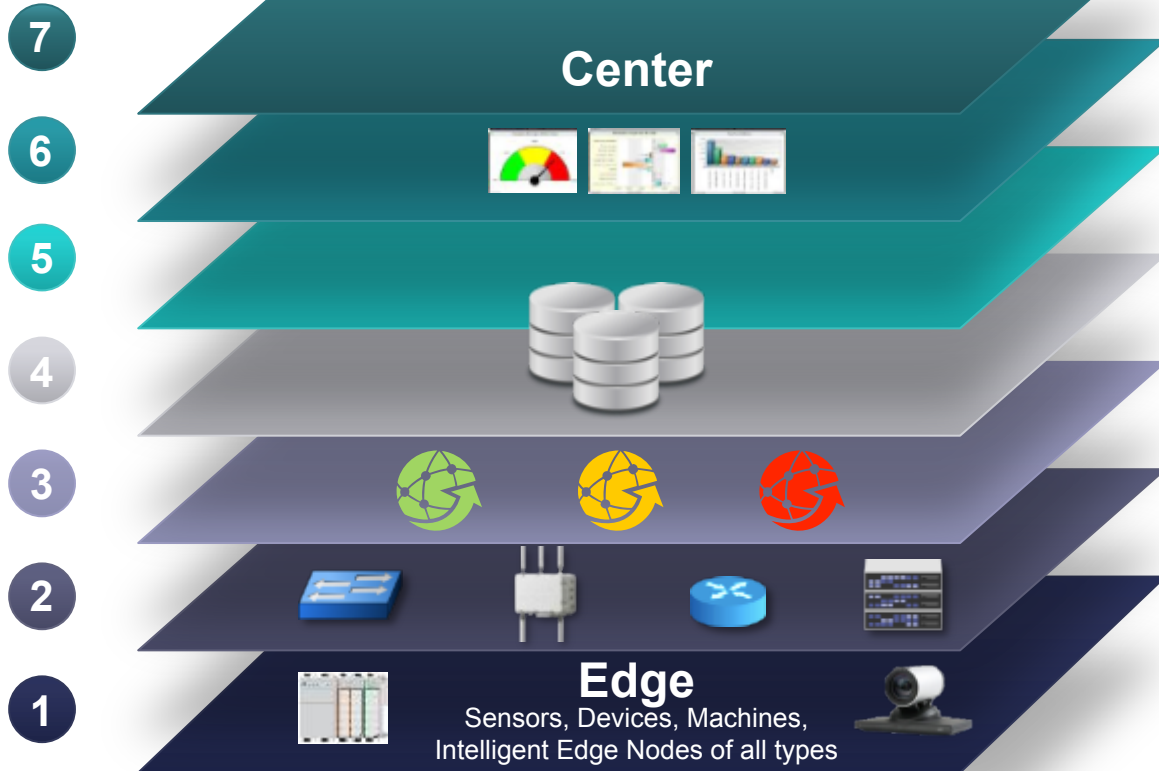 7
Center
6
5
4
3
2
1
Edge
Sensors, Devices, Machines,
Intelligent Edge Nodes of all types